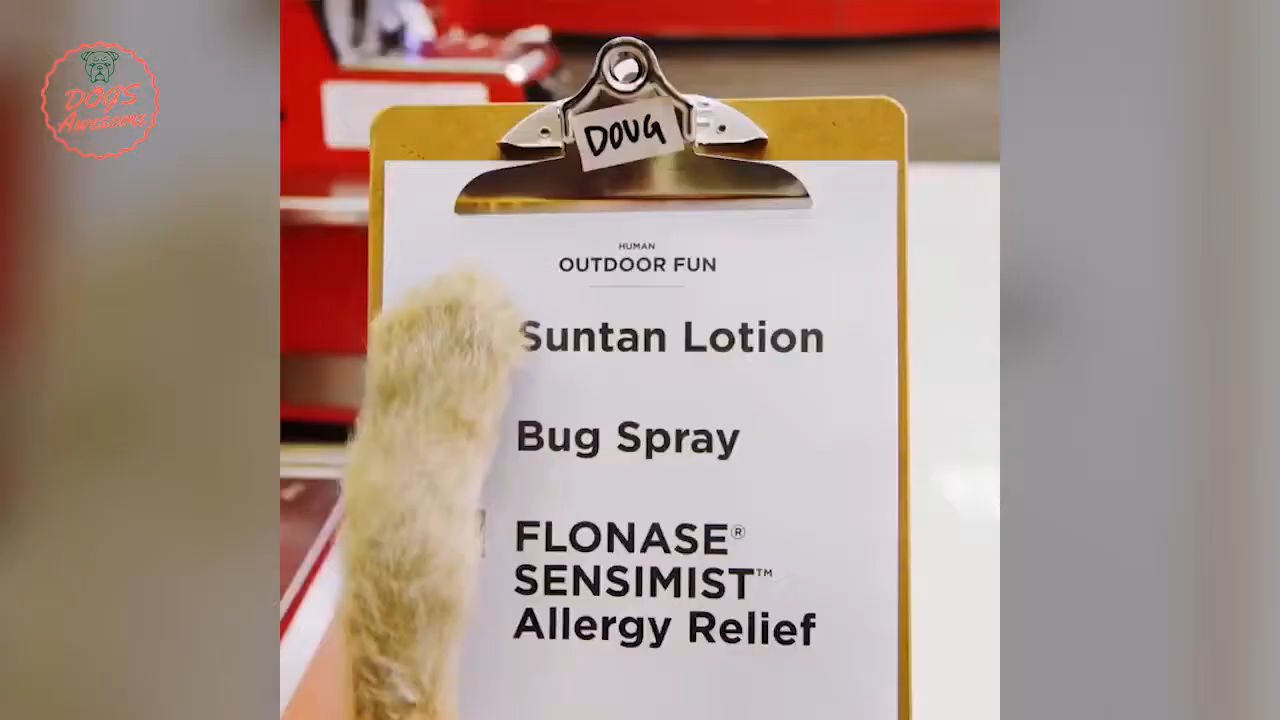 DOGS
Awesome
DOUG
HUMAN
OUTDOOR FUN
Suntan Lotion
Bug Spray
FLONASE®
SENSIMIST™
Allergy Relief